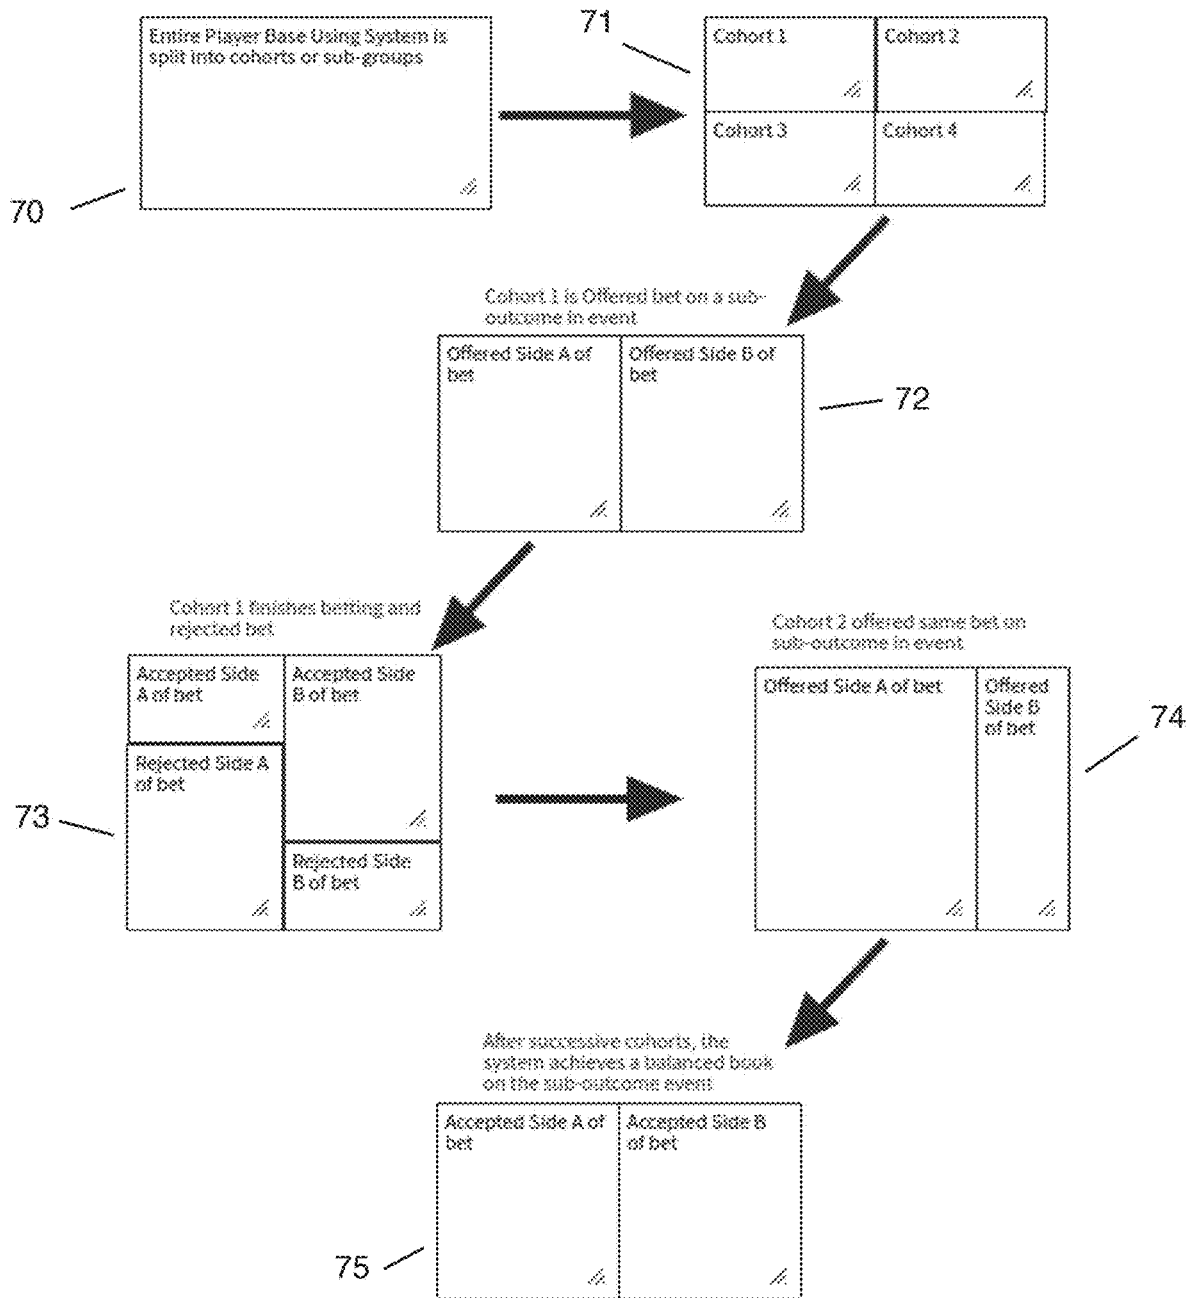 Entire Player Base Using System is
split into cohorts or sub-groups
70
71
Cohort 1
Cohort 2
Cohort 3
Cohort 4
Cohort 1 is Offered bet on a sub-
outcome in event
Offered Side A of
bet
Offered Side B of
bet
72
Cohort 1 finishes betting and
rejected bet
Accepted Side
A of bet
Accepted Side
B of bet
Rejected Side A
of bet
Rejected Side
B of bet
73
Cohort 2 offered same bet on
sub-outcome in event
Offered Side A of bet
Offered
Side B
of bet
74
After successive cohorts, the
system achieves a balanced book
on the sub-outcome event
Accepted Side A of
bet
Accepted Side B
of bet
75